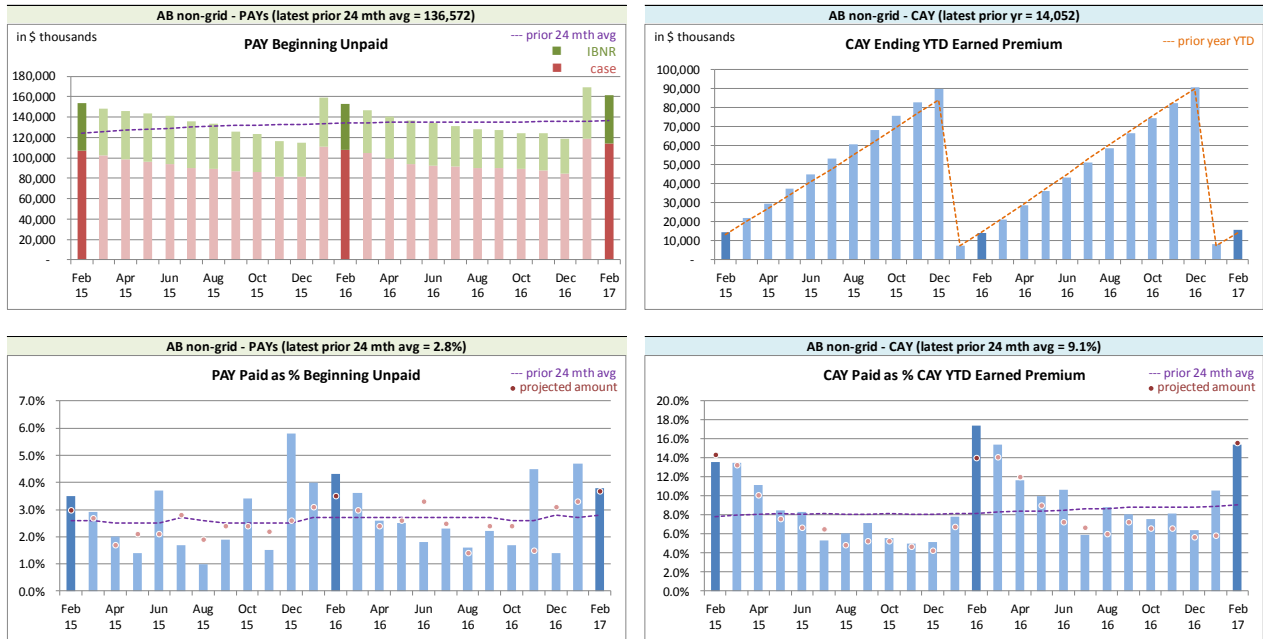 AB non-grid - PAYs (latest prior 24 mth avg = 136,572)
in $ thousands
PAY Beginning Unpaid
--- prior 24 mth avg
IBNR
case
180,000
160,000
140,000
120,000
100,000
80,000
60,000
40,000
20,000
-
Feb Apr Jun Aug Oct Dec Feb Apr Jun Aug Oct Dec Feb
15 15 15 15 15 15 16 16 16 16 16 16 17
AB non-grid - CAY (latest prior yr = 14,052)
in $ thousands
CAY Ending YTD Earned Premium
--- prior year YTD
100,000
90,000
80,000
70,000
60,000
50,000
40,000
30,000
20,000
10,000
-
Feb Apr Jun Aug Oct Dec Feb Apr Jun Aug Oct Dec Feb
15 15 15 15 15 15 16 16 16 16 16 16 17
AB non-grid - PAYs (latest prior 24 mth avg = 2.8%)
PAY Paid as % Beginning Unpaid
--- prior 24 mth avg
projected amount
7.0%
6.0%
5.0%
4.0%
3.0%
2.0%
1.0%
0.0%
Feb Apr Jun Aug Oct Dec Feb Apr Jun Aug Oct Dec Feb
15 15 15 15 15 15 16 16 16 16 16 16 17
AB non-grid - CAY (latest prior 24 mth avg = 9.1%)
CAY Paid as % CAY YTD Earned Premium
--- prior 24 mth avg
projected amount
20.0%
18.0%
16.0%
14.0%
12.0%
10.0%
8.0%
6.0%
4.0%
2.0%
0.0%
Feb Apr Jun Aug Oct Dec Feb Apr Jun Aug Oct Dec Feb
15 15 15 15 15 15 16 16 16 16 16 16 17